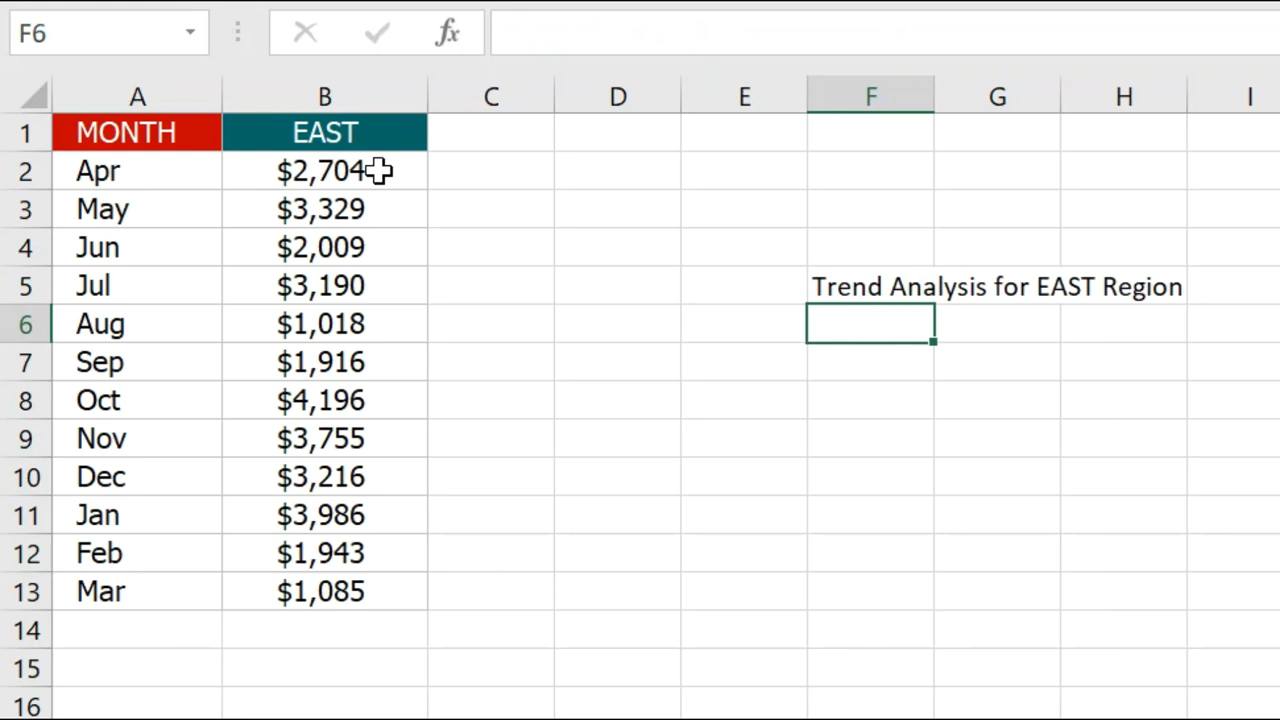 F6 fx
A B C D E F G H I
1 MONTH EAST
2 Apr $2,704
3 May $3,329
4 Jun $2,009
5 Jul $3,190 Trend Analysis for EAST Region
6 Aug $1,018
7 Sep $1,916
8 Oct $4,196
9 Nov $3,755
10 Dec $3,216
11 Jan $3,986
12 Feb $1,943
13 Mar $1,085
14
15
16